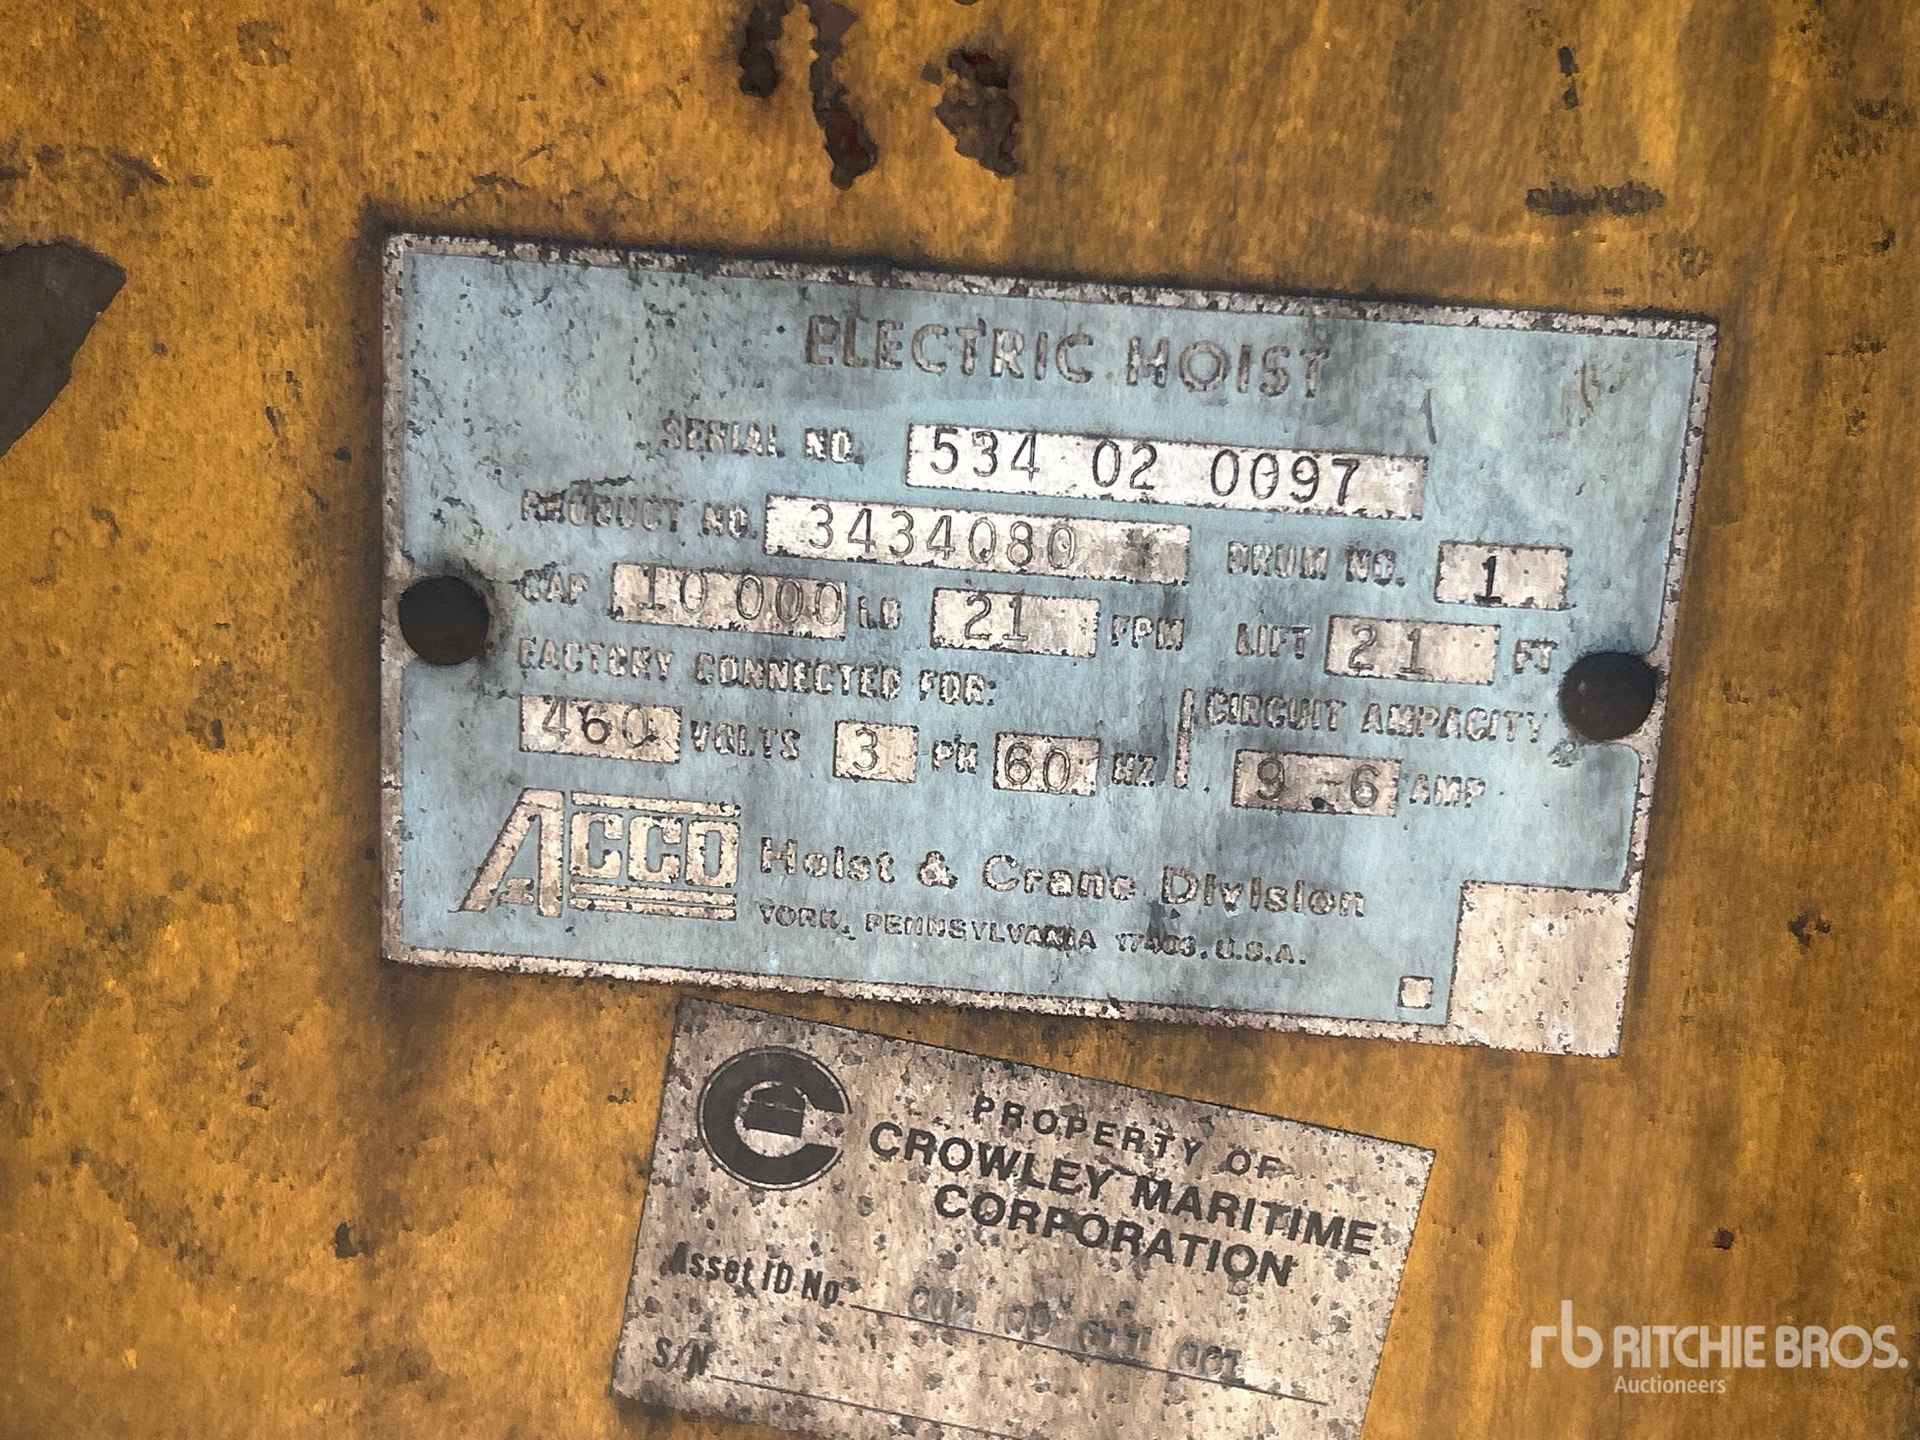 ELECTRIC HOIST
SERIAL NO. 534 02 0097
PRODUCT NO. 3434080 DRUM NO. 1
CAP 10 000 LB 21 FPM LIFT 21 FT
FACTORY CONNECTED FOR:
460 VOLTS 3 PH 60 HZ CIRCUIT AMPACITY 9-6 AMP
ACCO Hoist & Crane Division
YORK, PENNSYLVANIA 17403, U.S.A.
PROPERTY OF
CROWLEY MARITIME
CORPORATION
Asset ID No.
S/N
rb RITCHIE BROS.
Auctioneers